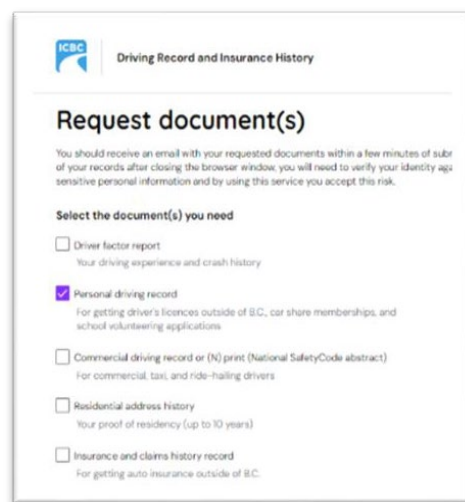 ICBC
Driving Record and Insurance History
Request document(s)
You should receive an email with your requested documents within a few minutes of subr
of your records after closing the browser window, you will need to verify your identity aga
sensitive personal information and by using this service you accept this risk.
Select the document(s) you need
Driver factor report
Your driving experience and crash history
Personal driving record
For getting driver's licences outside of B.C., car share memberships, and
school volunteering applications
Commercial driving record or (N) print (National SafetyCode abstract)
For commercial, taxi, and ride-hailing drivers
Residential address history
Your proof of residency (up to 10 years)
Insurance and claims history record
For getting auto insurance outside of B.C.